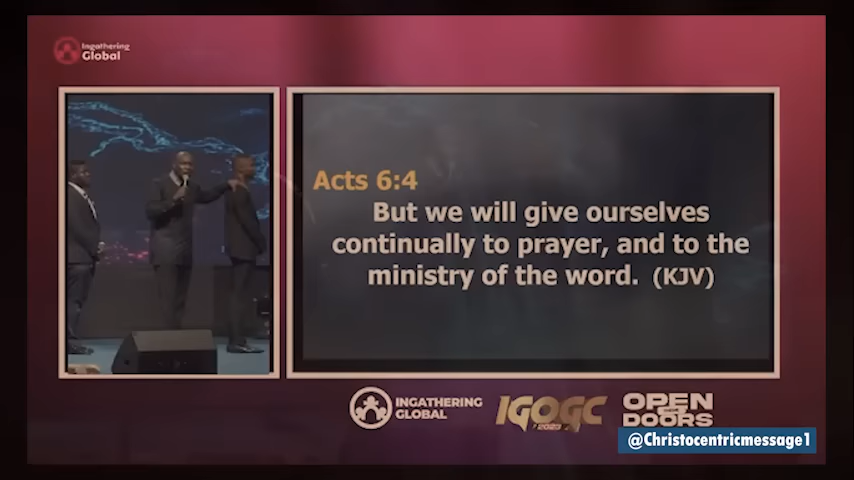 Ingathering
Global
Acts 6:4
But we will give ourselves
continually to prayer, and to the
ministry of the word. (KJV)
INGATHERING
GLOBAL
IGOGC
2023
OPEN
DOORS
@Christocentricmessage1